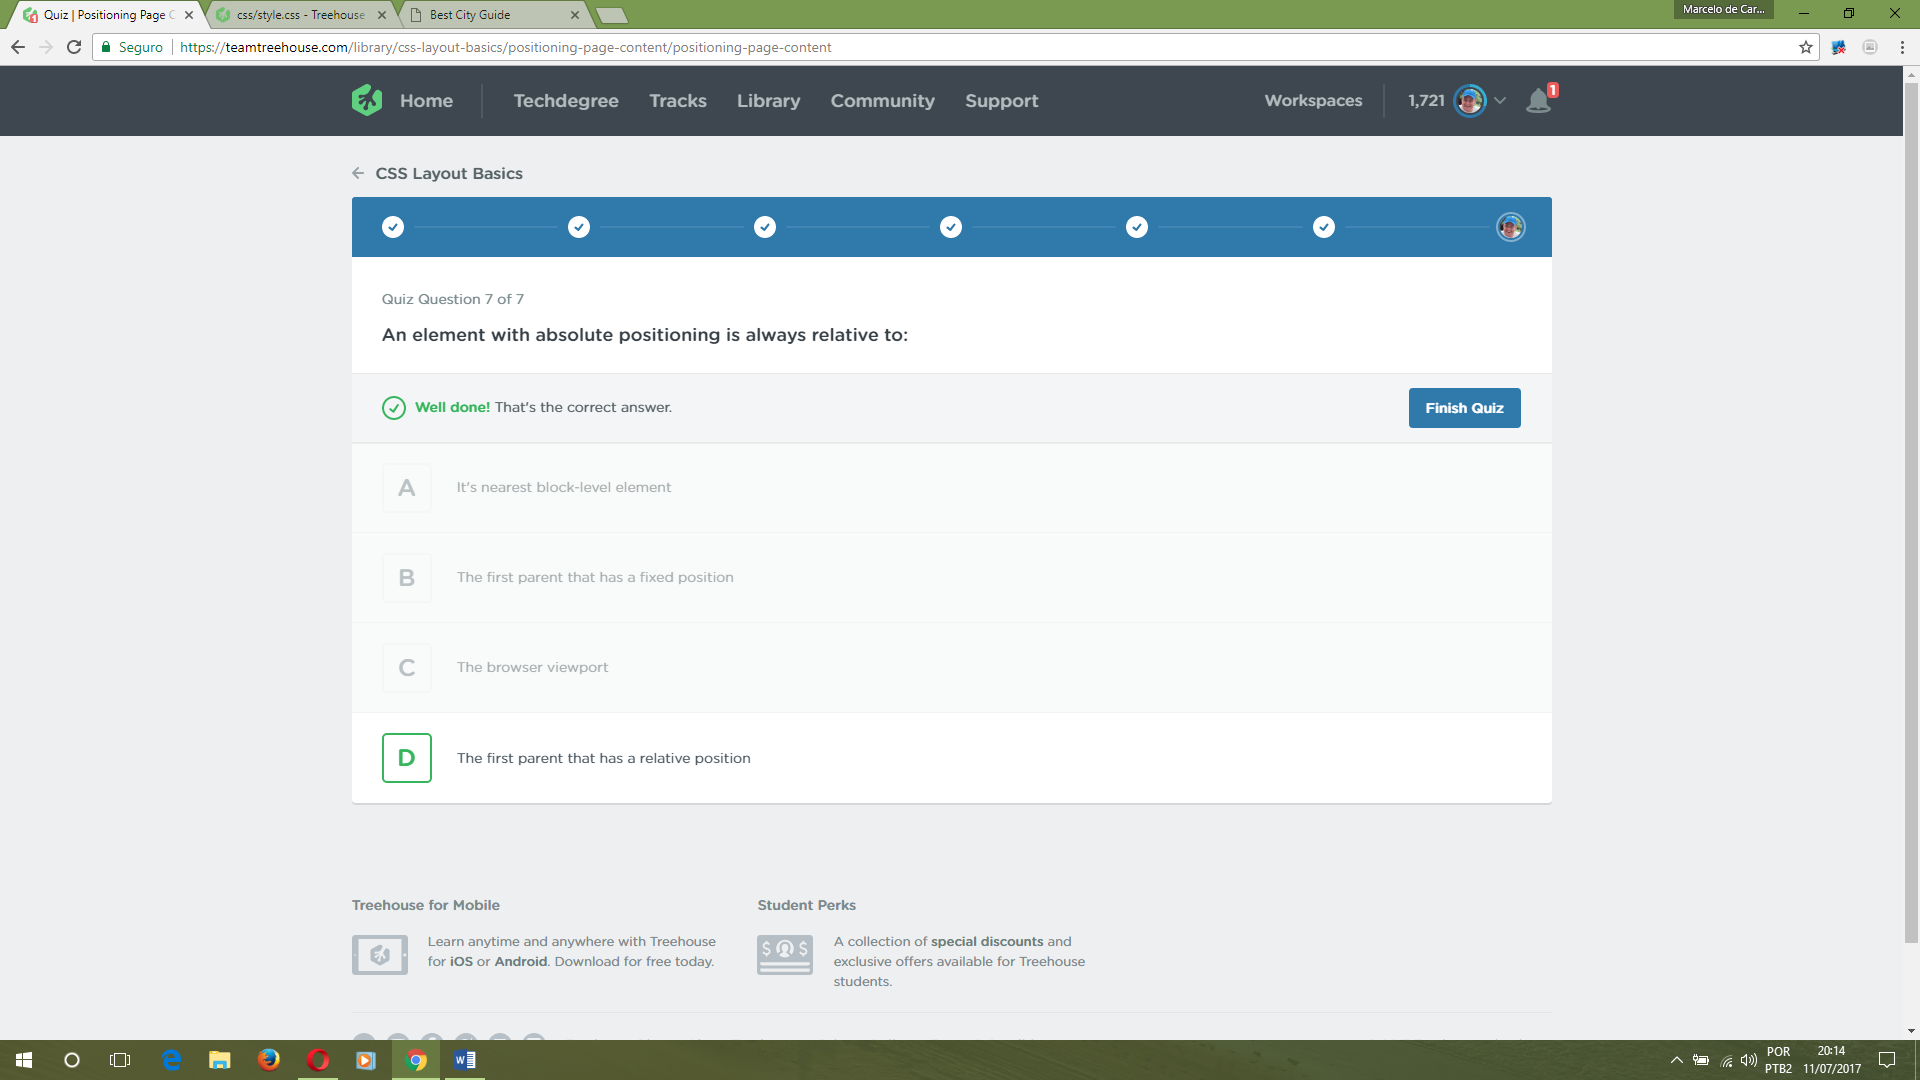 Quiz | Positioning Page C
css/style.css - Treehouse
Best City Guide
Marcelo de Car...
Seguro
https://teamtreehouse.com/library/css-layout-basics/positioning-page-content/positioning-page-content
Home
Techdegree
Tracks
Library
Community
Support
Workspaces
1,721
1
CSS Layout Basics
Quiz Question 7 of 7
An element with absolute positioning is always relative to:
Well done! That's the correct answer.
Finish Quiz
A
It's nearest block-level element
B
The first parent that has a fixed position
C
The browser viewport
D
The first parent that has a relative position
Treehouse for Mobile
Learn anytime and anywhere with Treehouse
for iOS or Android. Download for free today.
Student Perks
A collection of special discounts and
exclusive offers available for Treehouse
students.
POR
PTB2
20:14
11/07/2017